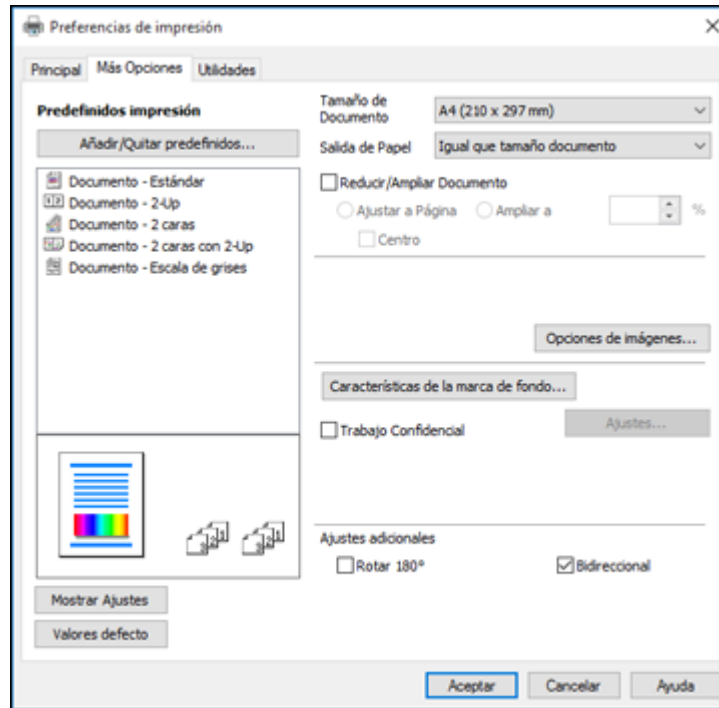 Preferencias de impresión
Principal
Más Opciones
Utilidades
Predefinidos impresión
Añadir/Quitar predefinidos...
Documento - Estándar
Documento - 2-Up
Documento - 2 caras
Documento - 2 caras con 2-Up
Documento - Escala de grises
Mostrar Ajustes
Valores defecto
Tamaño de
Documento
A4 (210 x 297 mm)
Salida de Papel
Igual que tamaño documento
Reducir/Ampliar Documento
Ajustar a Página
Ampliar a
%
Centro
Opciones de imágenes...
Características de la marca de fondo...
Trabajo Confidencial
Ajustes...
Ajustes adicionales
Rotar 180º
Bidireccional
Aceptar
Cancelar
Ayuda